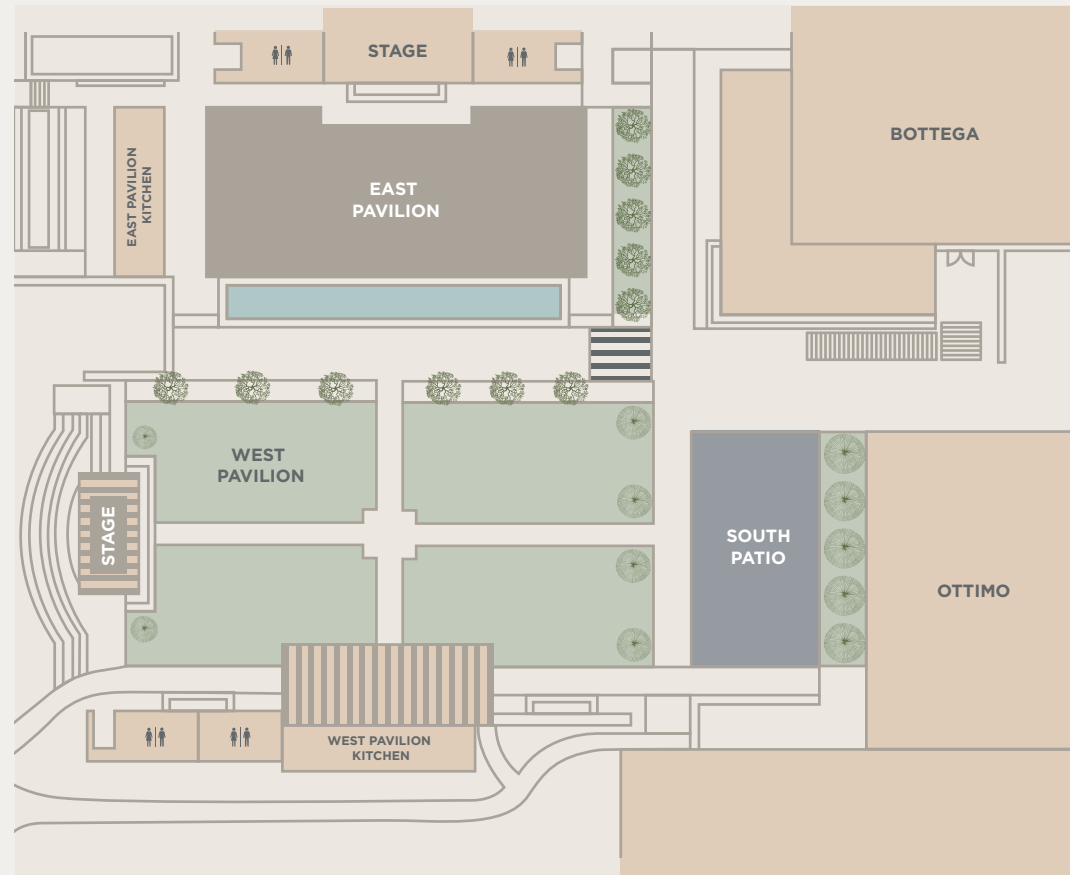 STAGE
BOTTEGA
EAST PAVILION
KITCHEN
EAST
PAVILION
WEST
PAVILION
STAGE
SOUTH
PATIO
OTTIMO
WEST PAVILION
KITCHEN